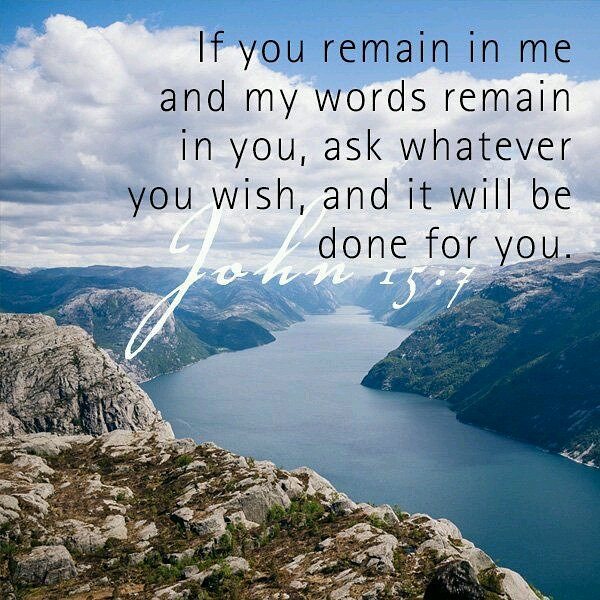 If you remain in me
and my words remain
in you, ask whatever
you wish, and it will be
done for you.
John 15:7